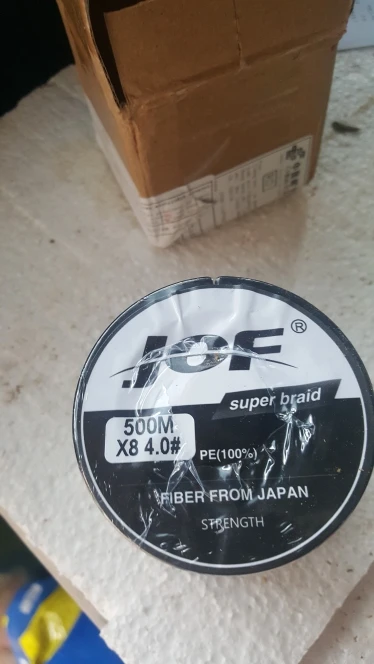 JOF®
super braid
500M
X8 4.0#
PE(100%)
FIBER FROM JAPAN
STRENGTH